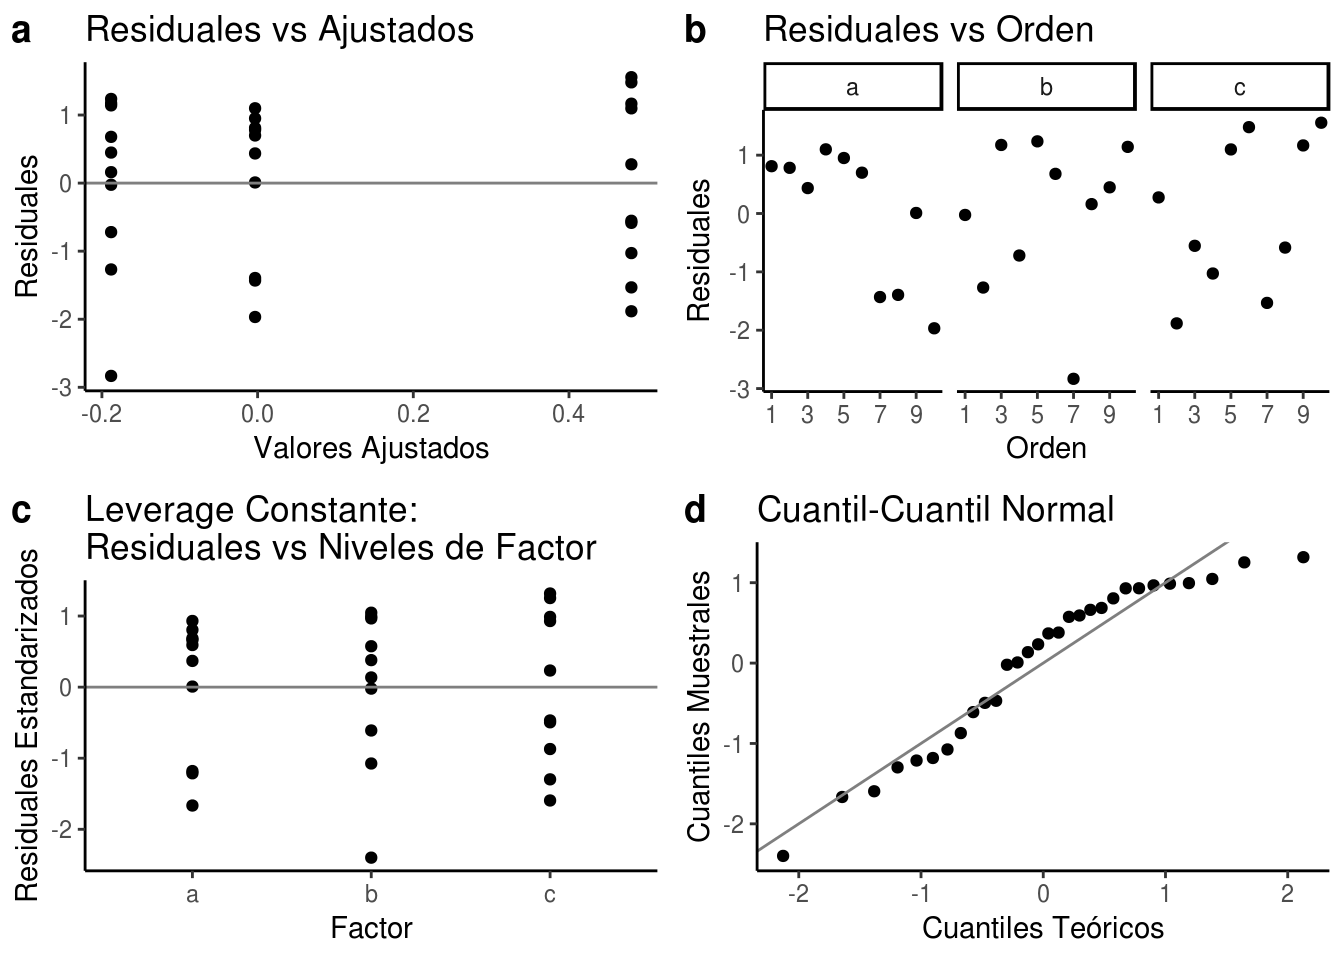 a Residuales vs Ajustados
Residuales
1
0
-1
-2
-3
-0.2 0.0 0.2 0.4
Valores Ajustados
b Residuales vs Orden
a b c
Residuales
1
0
-1
-2
-3
1 3 5 7 9 1 3 5 7 9 1 3 5 7 9
Orden
c Leverage Constante:
Residuales vs Niveles de Factor
Residuales Estandarizados
1
0
-1
-2
a b c
Factor
d Cuantil-Cuantil Normal
Cuantiles Muestrales
1
0
-1
-2
-2 -1 0 1 2
Cuantiles Teóricos